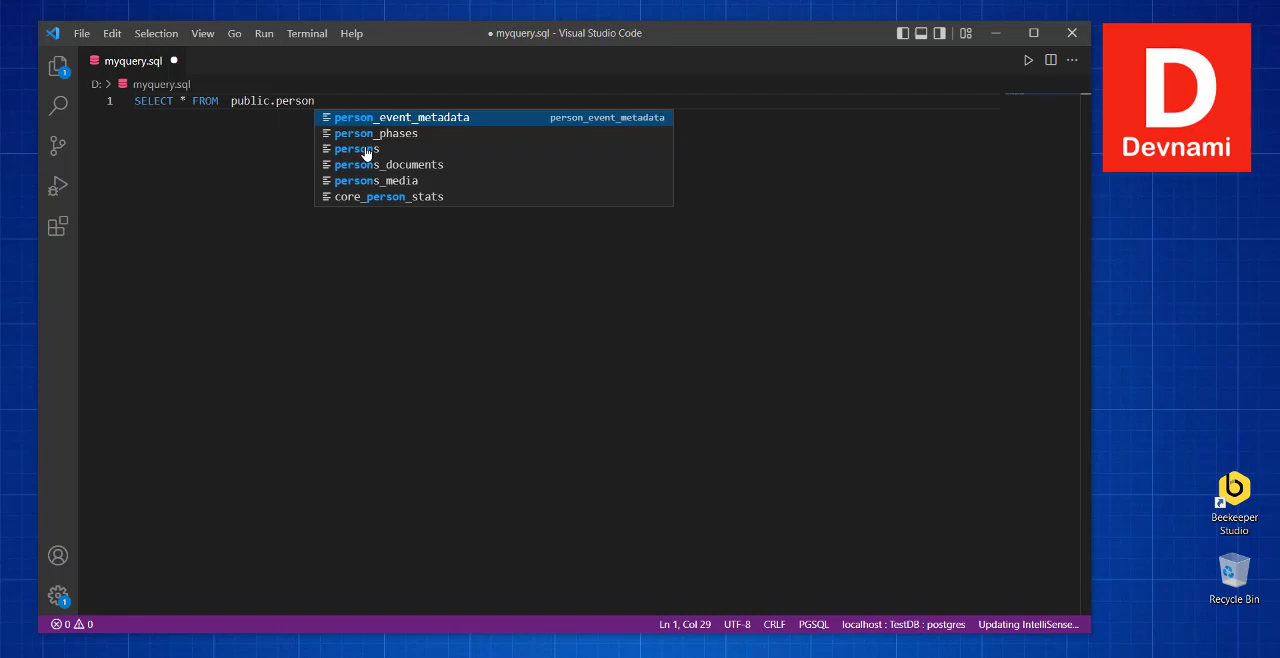 File Edit Selection View Go Run Terminal Help
● myquery.sql - Visual Studio Code
myquery.sql
D: > myquery.sql
1 SELECT * FROM  public.person
person_event_metadata person_event_metadata
person_phases
persons
persons_documents
persons_media
core_person_stats
1
1
0 0
Ln 1, Col 29 UTF-8 CRLF PGSQL localhost : TestDB : postgres Updating IntelliSense...
D
Devnami
Beekeeper
Studio
Recycle Bin